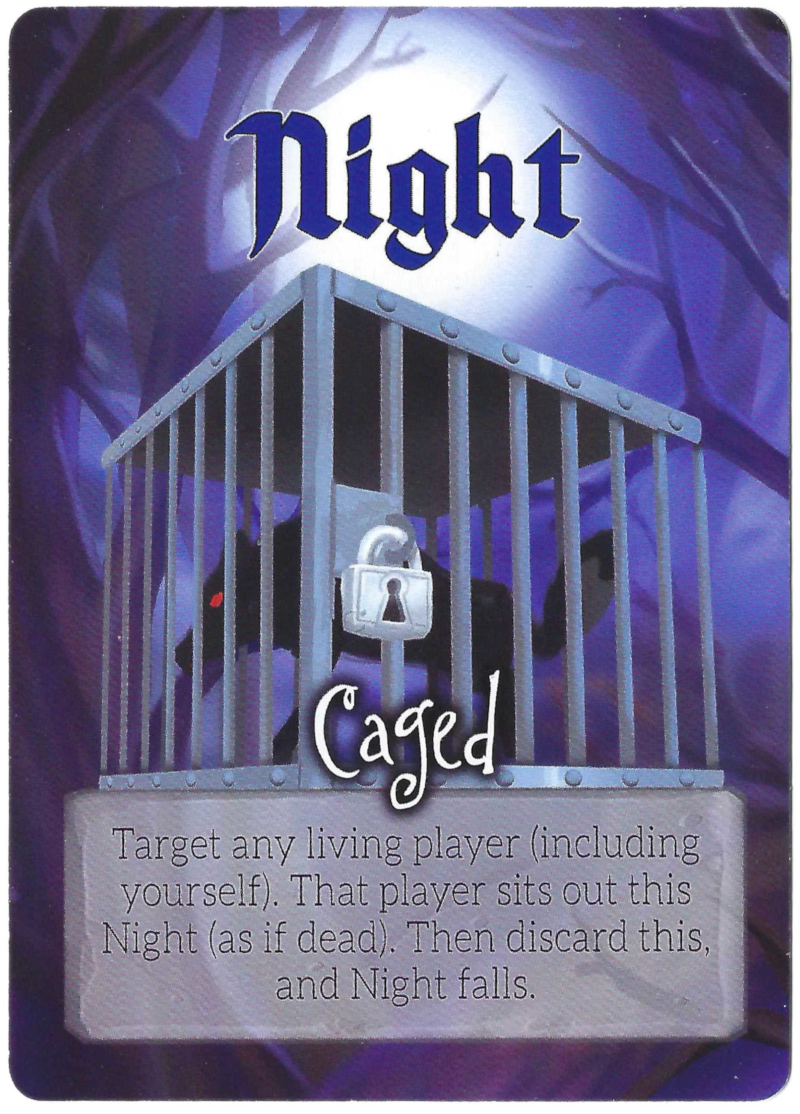 Night
Caged
Target any living player (including
yourself). That player sits out this
Night (as if dead). Then discard this,
and Night falls.